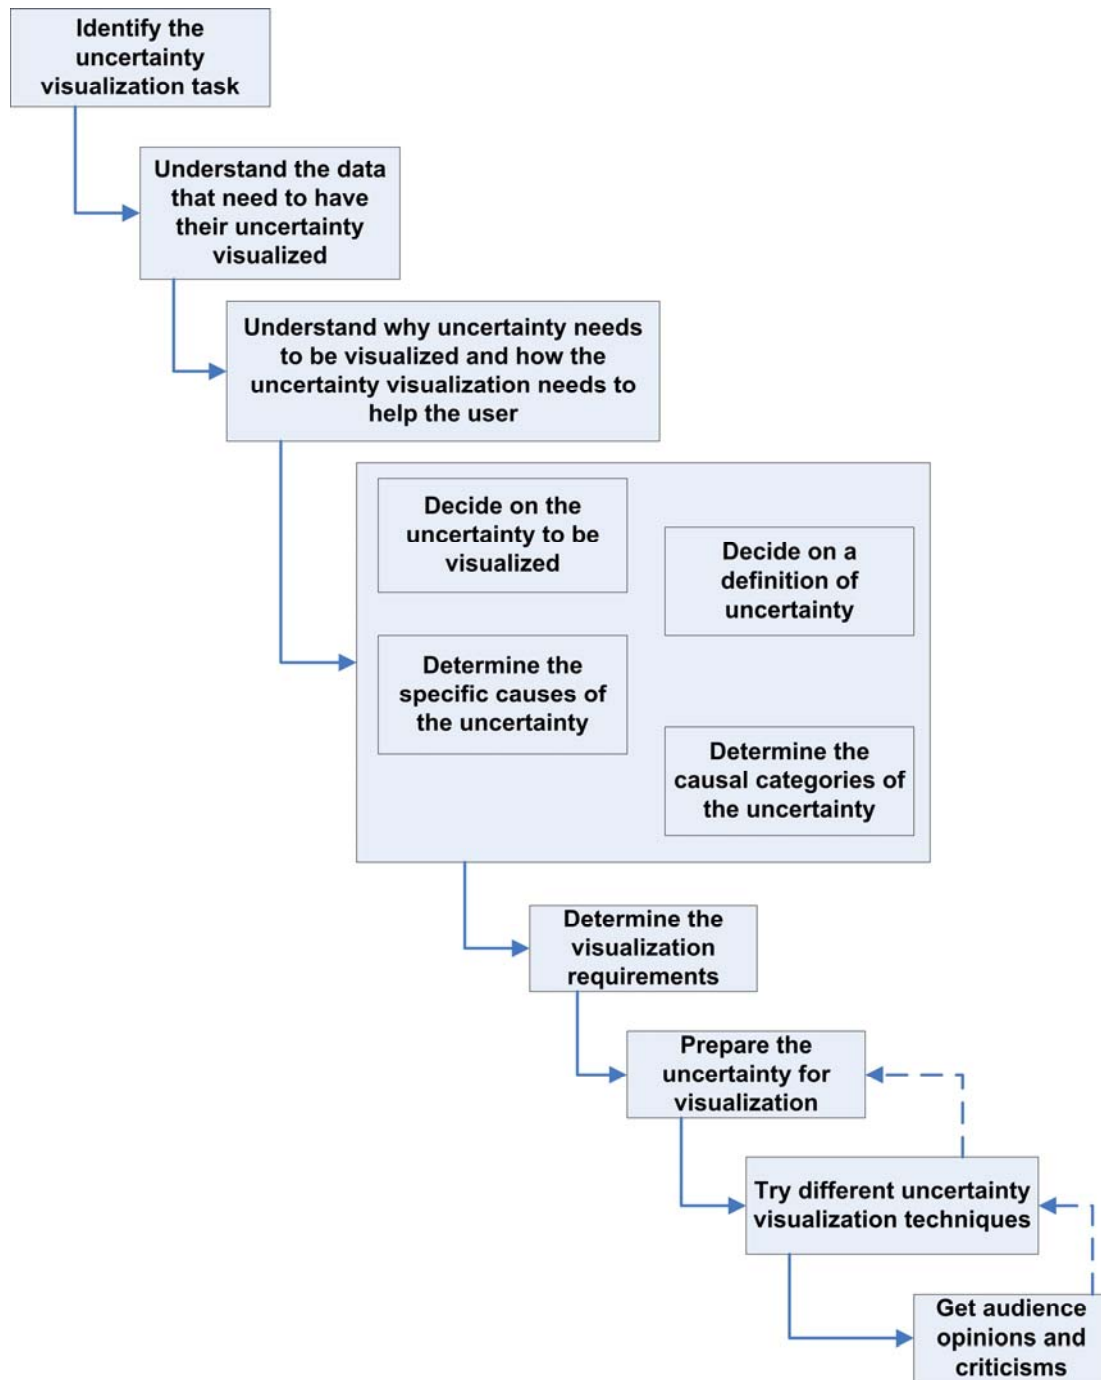 Identify the
uncertainty
visualization task
Understand the data
that need to have
their uncertainty
visualized
Understand why uncertainty needs
to be visualized and how the
uncertainty visualization needs to
help the user
Decide on the
uncertainty to be
visualized
Decide on a
definition of
uncertainty
Determine the
specific causes of
the uncertainty
Determine the
causal categories of
the uncertainty
Determine the
visualization
requirements
Prepare the
uncertainty for
visualization
Try different uncertainty
visualization techniques
Get audience
opinions and
criticisms